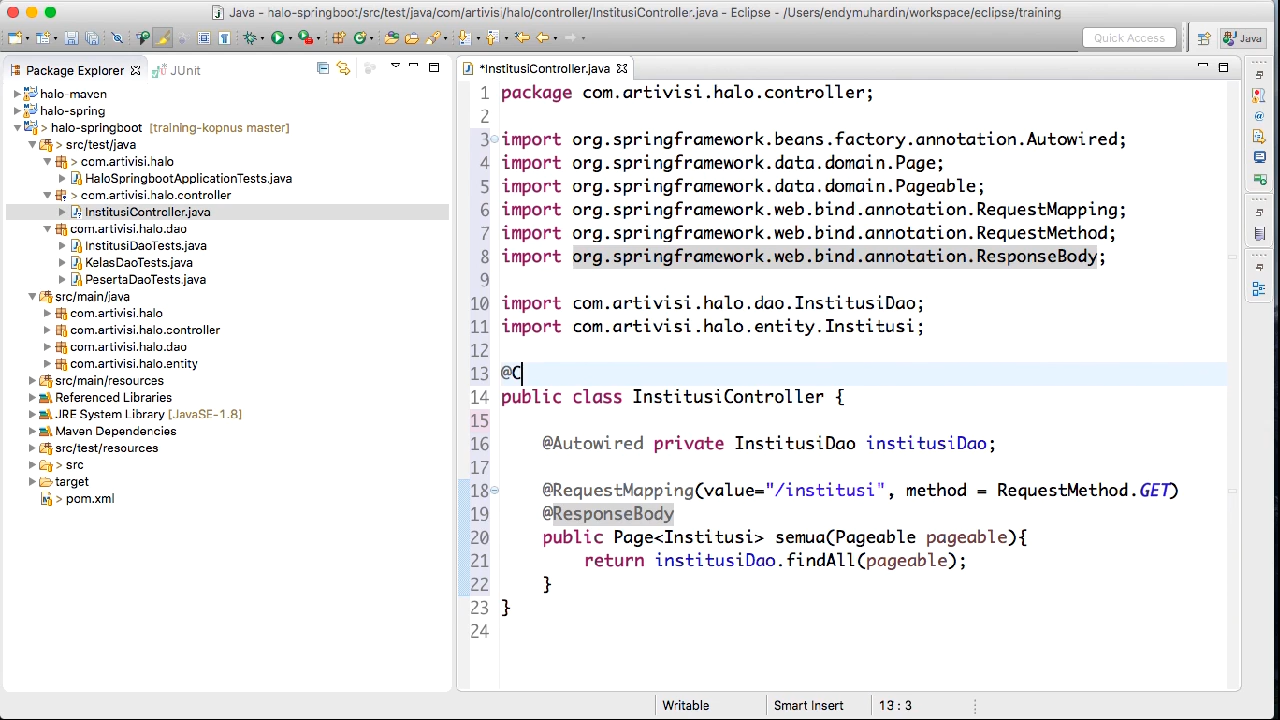 Java - halo-springboot/src/test/java/com/artivisi/halo/controller/InstitusiController.java - Eclipse - /Users/endymuhardin/workspace/eclipse/training
Quick Access
Java
Package Explorer
JUnit
halo-maven
halo-spring
> halo-springboot [training-kopnus master]
> src/test/java
> com.artivisi.halo
HaloSpringbootApplicationTests.java
> com.artivisi.halo.controller
InstitusiController.java
com.artivisi.halo.dao
InstitusiDaoTests.java
KelasDaoTests.java
PesertaDaoTests.java
src/main/java
com.artivisi.halo
com.artivisi.halo.controller
com.artivisi.halo.dao
com.artivisi.halo.entity
src/main/resources
Referenced Libraries
JRE System Library [JavaSE-1.8]
Maven Dependencies
src/test/resources
> src
target
> pom.xml
*InstitusiController.java
1 package com.artivisi.halo.controller;
2
3 import org.springframework.beans.factory.annotation.Autowired;
4 import org.springframework.data.domain.Page;
5 import org.springframework.data.domain.Pageable;
6 import org.springframework.web.bind.annotation.RequestMapping;
7 import org.springframework.web.bind.annotation.RequestMethod;
8 import org.springframework.web.bind.annotation.ResponseBody;
9
10 import com.artivisi.halo.dao.InstitusiDao;
11 import com.artivisi.halo.entity.Institusi;
12
13 @C
14 public class InstitusiController {
15
16 @Autowired private InstitusiDao institusiDao;
17
18 @RequestMapping(value="/institusi", method = RequestMethod.GET)
19 @ResponseBody
20 public Page<Institusi> semua(Pageable pageable){
21 return institusiDao.findAll(pageable);
22 }
23 }
24
Writable
Smart Insert
13 : 3